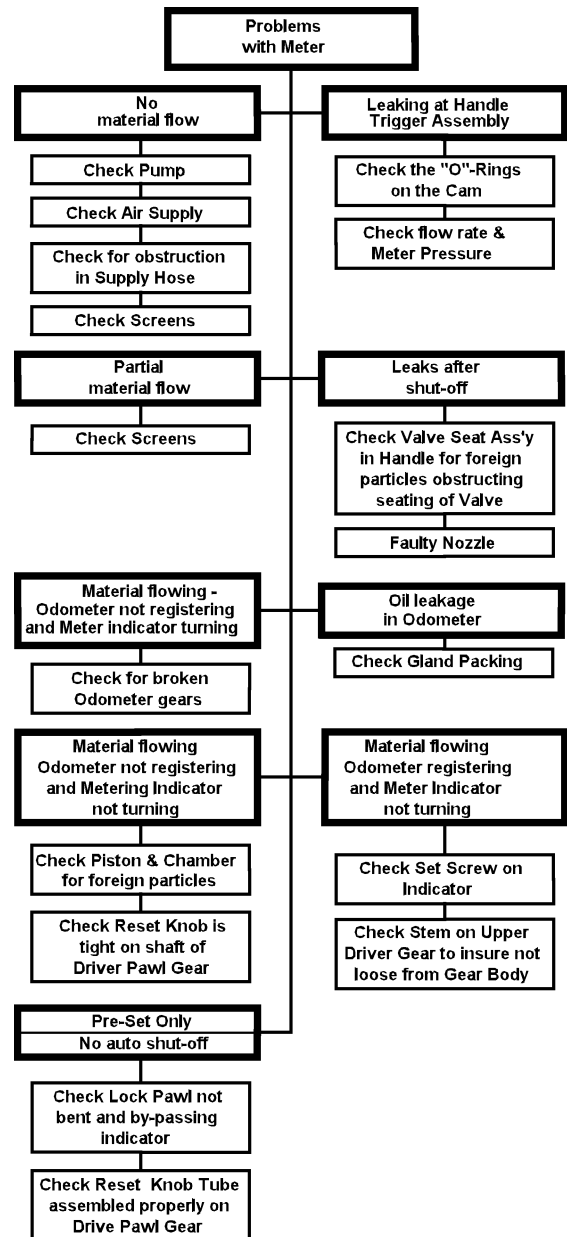 Problems
with Meter
No
material flow
Check Pump
Check Air Supply
Check for obstruction
in Supply Hose
Check Screens
Leaking at Handle
Trigger Assembly
Check the "O"-Rings
on the Cam
Check flow rate &
Meter Pressure
Partial
material flow
Check Screens
Leaks after
shut-off
Check Valve Seat Ass'y
in Handle for foreign
particles obstructing
seating of Valve
Faulty Nozzle
Material flowing -
Odometer not registering
and Meter indicator turning
Check for broken
Odometer gears
Oil leakage
in Odometer
Check Gland Packing
Material flowing
Odometer not registering
and Metering Indicator
not turning
Check Piston & Chamber
for foreign particles
Check Reset Knob is
tight on shaft of
Driver Pawl Gear
Material flowing
Odometer registering
and Meter Indicator
not turning
Check Set Screw on
Indicator
Check Stem on Upper
Driver Gear to insure not
loose from Gear Body
Pre-Set Only
No auto shut-off
Check Lock Pawl not
bent and by-passing
indicator
Check Reset Knob Tube
assembled properly on
Drive Pawl Gear